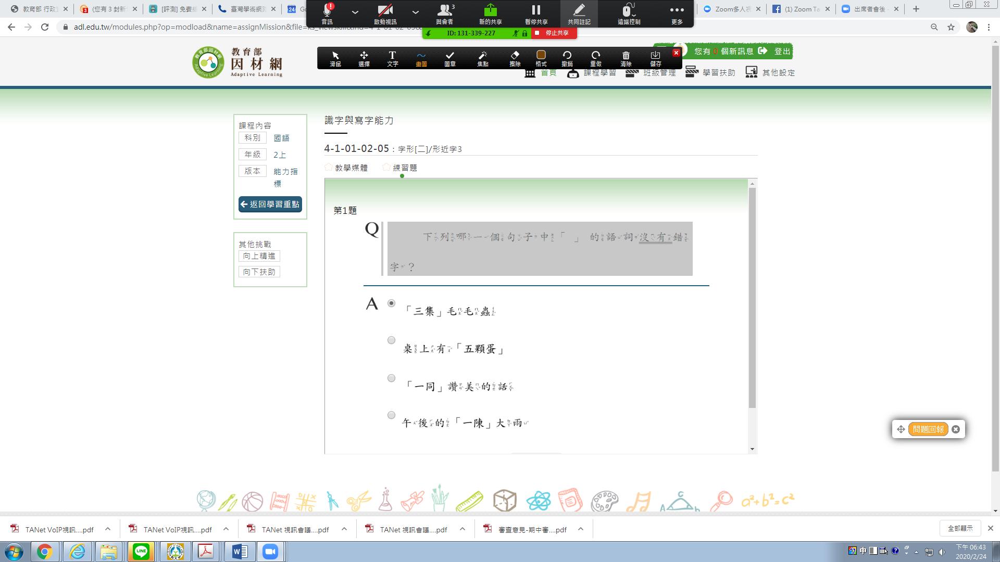 教育部 行政
(您有 3 封新
[評測] 免費
臺灣學術網路
Zoom多人視
(1) Zoom Ta
出席者會後
adl.edu.tw/modules.php?op=modload&name=assignMission&file=ks_viewskill&ind=4-1-01-02-05&
音訊
啟動視訊
與會者 3
新的共享
暫停共享
共同註記
遠端控制
更多
ID: 131-339-227
停止共享
滑鼠
選擇
文字
畫圖
圖章
焦點
擦除
格式
撤銷
重做
清除
儲存
教育部
因材網
Adaptive Learning
您有 0 個新訊息
登出
首頁
課程學習
班級管理
學習扶助
其他設定
課程內容
科別 國語
年級 2上
版本 能力指標
返回學習重點
其他挑戰
向上精進
向下扶助
識字與寫字能力
4-1-01-02-05 : 字形[二]/形近字3
教學媒體
練習題
第1題
Q
下列哪一個句子中「 」的語詞沒有錯
字?
A
「三集」毛毛蟲
桌上有「五顆蛋」
「一同」讚美的話
午後的「一陳」大雨
問題回報
a²+b²=c²
TANet VoIP視訊....pdf
TANet VoIP視訊....pdf
TANet 視訊會議....pdf
TANet 視訊會議....pdf
審查意見-期中審....pdf
全部顯示
LINE
中
下午 06:43
2020/2/24